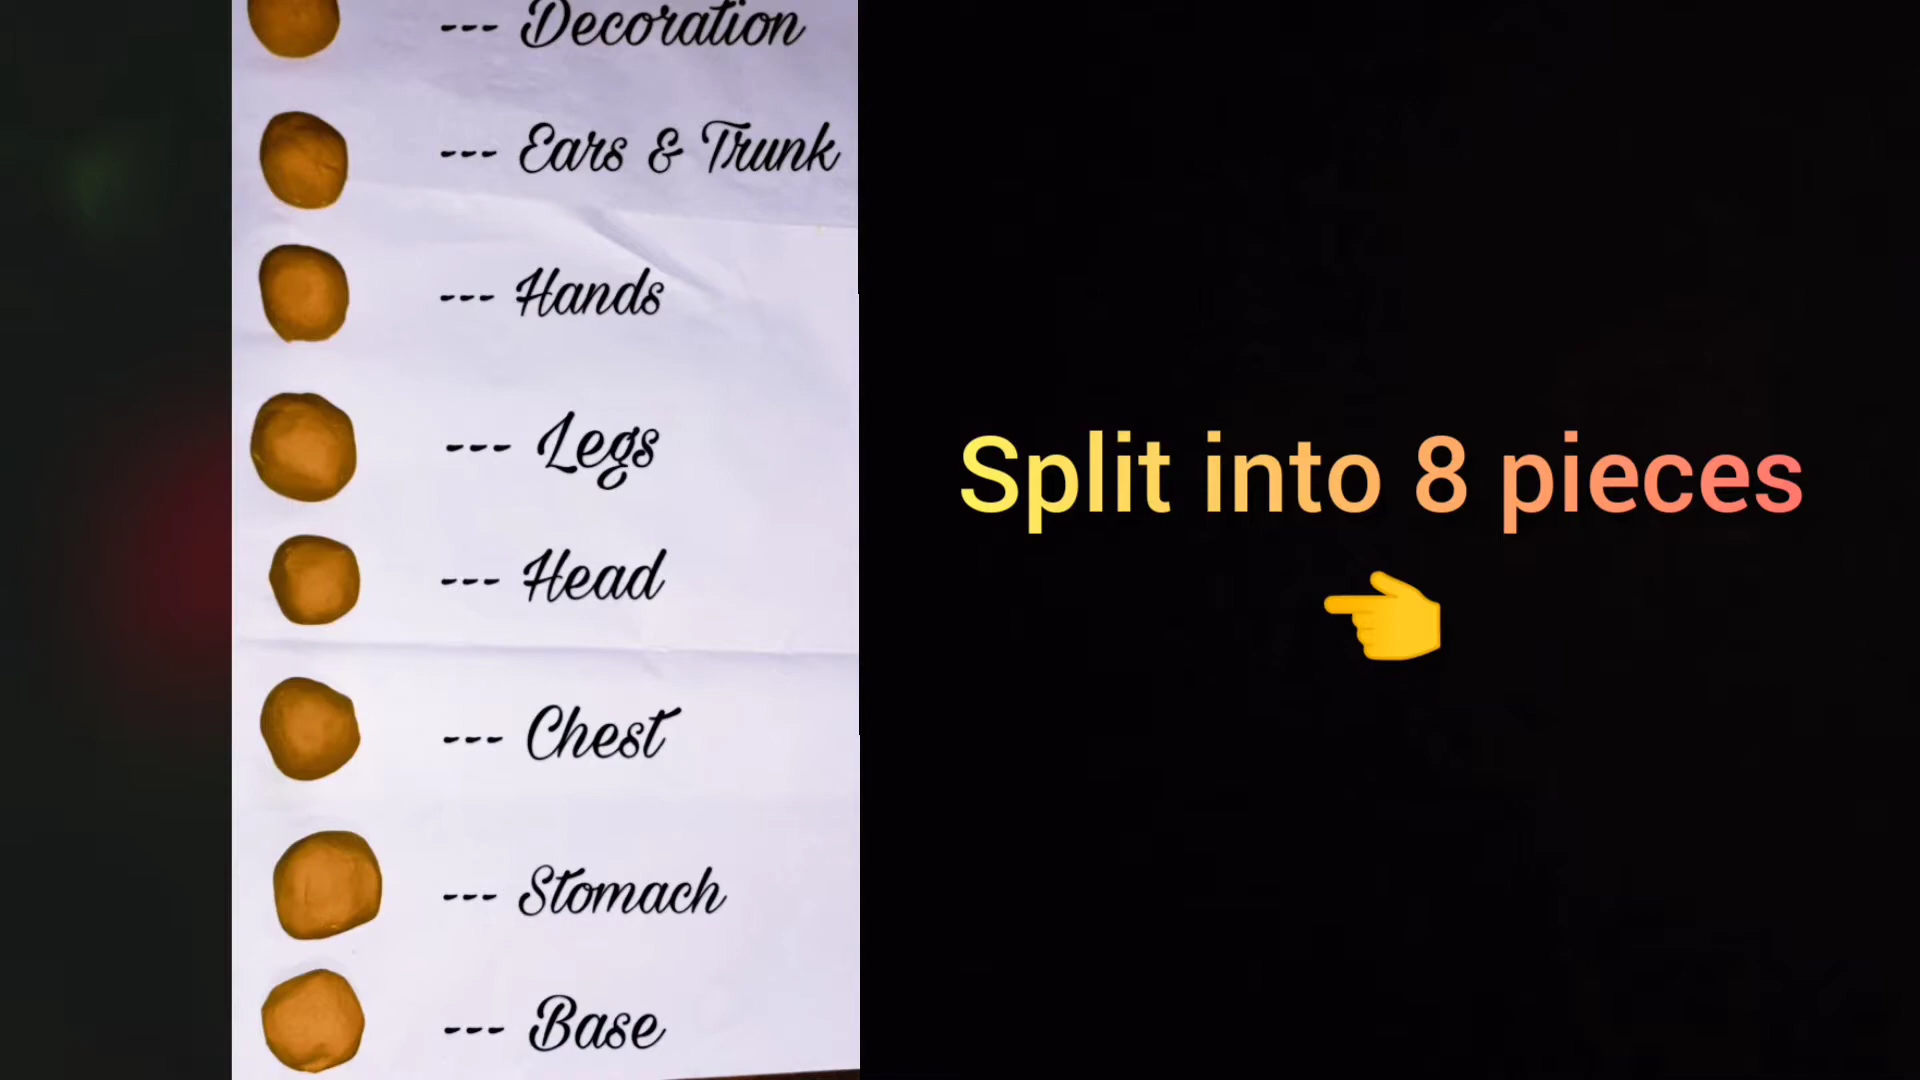 --- Decoration
--- Ears & Trunk
--- Hands
--- Legs
--- Head
--- Chest
--- Stomach
--- Base
Split into 8 pieces